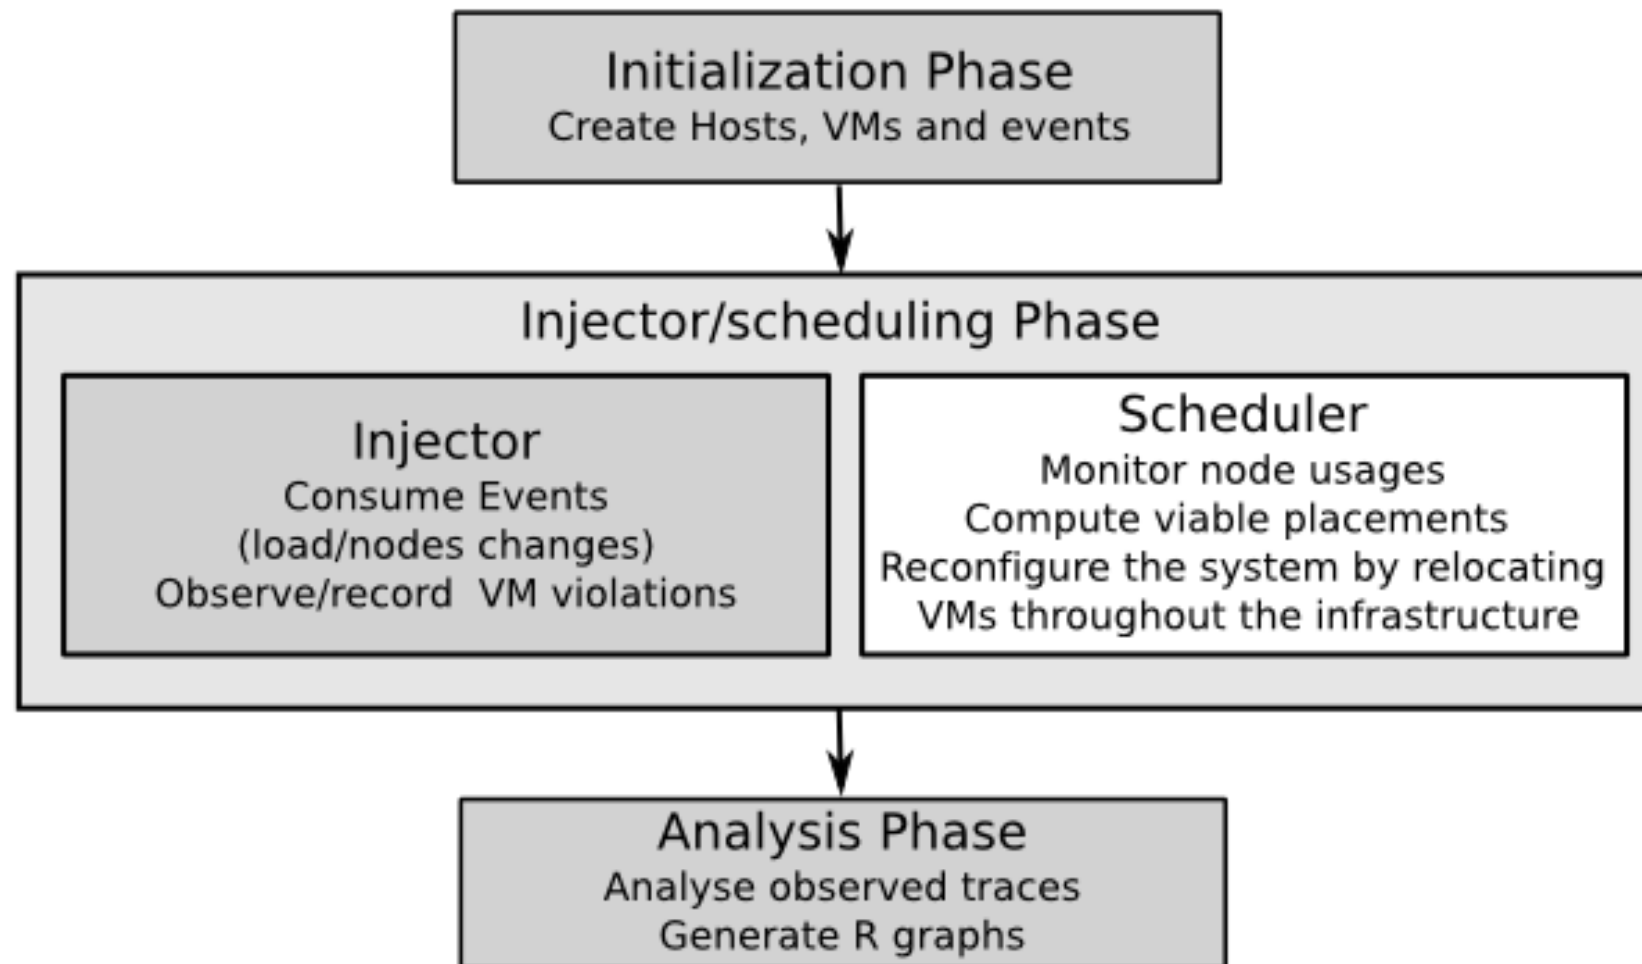 Initialization Phase
Create Hosts, VMs and events
Injector/scheduling Phase
Injector
Consume Events
(load/nodes changes)
Observe/record VM violations
Scheduler
Monitor node usages
Compute viable placements
Reconfigure the system by relocating
VMs throughout the infrastructure
Analysis Phase
Analyse observed traces
Generate R graphs